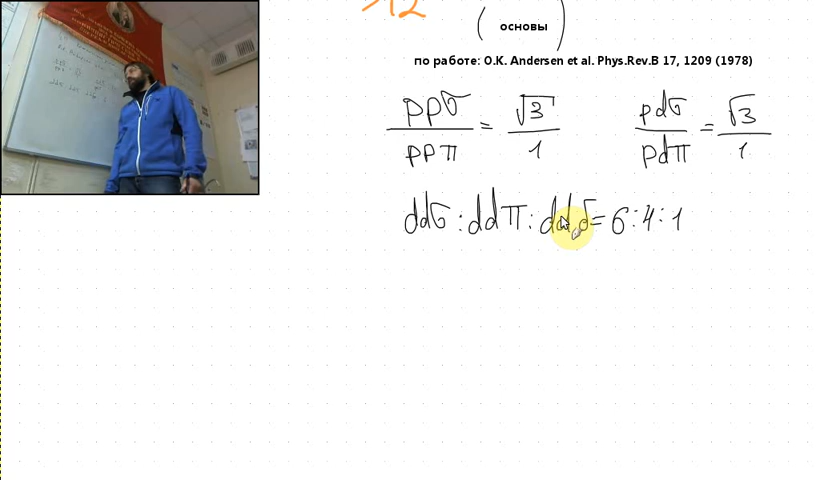 12
( основы )
по работе: O.K. Andersen et al. Phys.Rev.B 17, 1209 (1978)
ppσ / ppπ = √3 / 1
pdσ / pdπ = √3 / 1
ddσ : ddπ : ddδ = 6 : 4 : 1